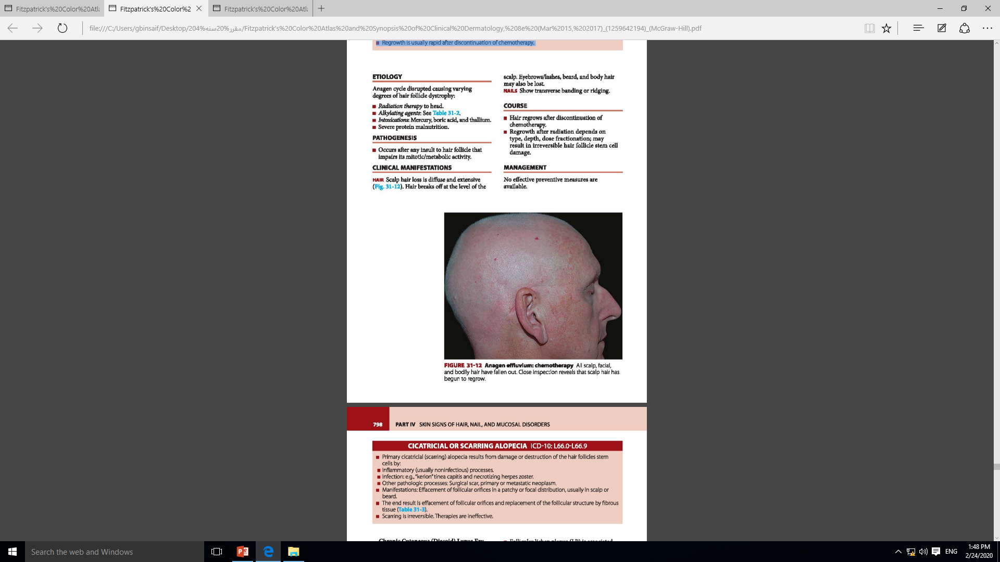 Fitzpatrick's%20Color%20Atl
Fitzpatrick's%20Color%2
Fitzpatrick's%20Color%20Atl
file:///C:/Users/gbinsaif/Desktop/204%مقرر%20سنه/Fitzpatrick's%20Color%20Atlas%20and%20Synopsis%20of%20Clinical%20Dermatology,%208e%20(Mar%2015,%202017)_(1259642194)_(McGraw-Hill).pdf
Regrowth is usually rapid after discontinuation of chemotherapy.
ETIOLOGY
Anagen cycle disrupted causing varying
degrees of hair follicle dystrophy:
Radiation therapy to head.
Alkylating agents: See Table 31-2.
Intoxications: Mercury, boric acid, and thallium.
Severe protein malnutrition.
PATHOGENESIS
Occurs after any insult to hair follicle that
impairs its mitotic/metabolic activity.
CLINICAL MANIFESTATIONS
HAIR Scalp hair loss is diffuse and extensive
(Fig. 31-12). Hair breaks off at the level of the
scalp. Eyebrows/lashes, beard, and body hair
may also be lost.
NAILS Show transverse banding or ridging.
COURSE
Hair regrows after discontinuation of
chemotherapy.
Regrowth after radiation depends on
type, depth, dose fractionation; may
result in irreversible hair follicle stem cell
damage.
MANAGEMENT
No effective preventive measures are
available.
FIGURE 31-12 Anagen effluvium: chemotherapy All scalp, facial,
and bodily hair have fallen out. Close inspection reveals that scalp hair has
begun to regrow.
798 PART IV SKIN SIGNS OF HAIR, NAIL, AND MUCOSAL DISORDERS
CICATRICIAL OR SCARRING ALOPECIA ICD-10: L66.0-L66.9
Primary cicatricial (scarring) alopecia results from damage or destruction of the hair follicles stem
cells by:
Inflammatory (usually noninfectious) processes.
Infection: e.g., "kerion" tinea capitis and necrotizing herpes zoster.
Other pathologic processes: Surgical scar, primary or metastatic neoplasm.
Manifestations: Effacement of follicular orifices in a patchy or focal distribution, usually in scalp or
beard.
The end result is effacement of follicular orifices and replacement of the follicular structure by fibrous
tissue (Table 31-3).
Scarring is irreversible. Therapies are ineffective.
Chronic Cutaneous (Discoid) Lupus Ery-
Follicular lichen planus (LP) is associated
Search the web and Windows
ENG
1:48 PM
2/24/2020